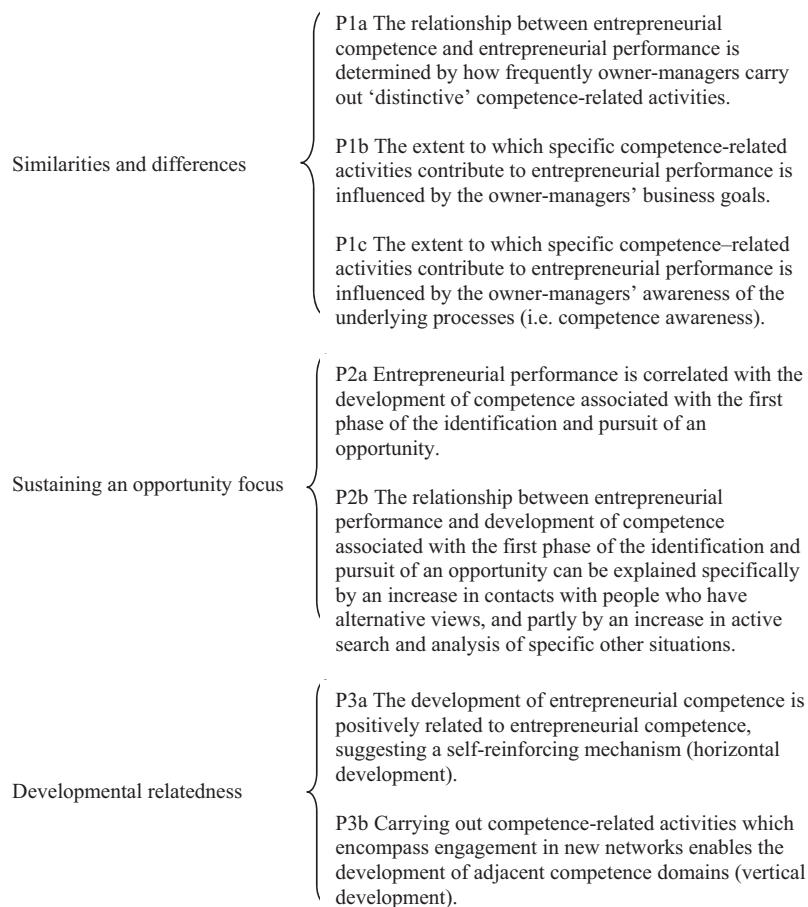 Similarities and differences
P1a The relationship between entrepreneurial
competence and entrepreneurial performance is
determined by how frequently owner-managers carry
out ‘distinctive’ competence-related activities.
P1b The extent to which specific competence-related
activities contribute to entrepreneurial performance is
influenced by the owner-managers’ business goals.
P1c The extent to which specific competence–related
activities contribute to entrepreneurial performance is
influenced by the owner-managers’ awareness of the
underlying processes (i.e. competence awareness).
Sustaining an opportunity focus
P2a Entrepreneurial performance is correlated with the
development of competence associated with the first
phase of the identification and pursuit of an
opportunity.
P2b The relationship between entrepreneurial
performance and development of competence
associated with the first phase of the identification and
pursuit of an opportunity can be explained specifically
by an increase in contacts with people who have
alternative views, and partly by an increase in active
search and analysis of specific other situations.
Developmental relatedness
P3a The development of entrepreneurial competence is
positively related to entrepreneurial competence,
suggesting a self-reinforcing mechanism (horizontal
development).
P3b Carrying out competence-related activities which
encompass engagement in new networks enables the
development of adjacent competence domains (vertical
development).